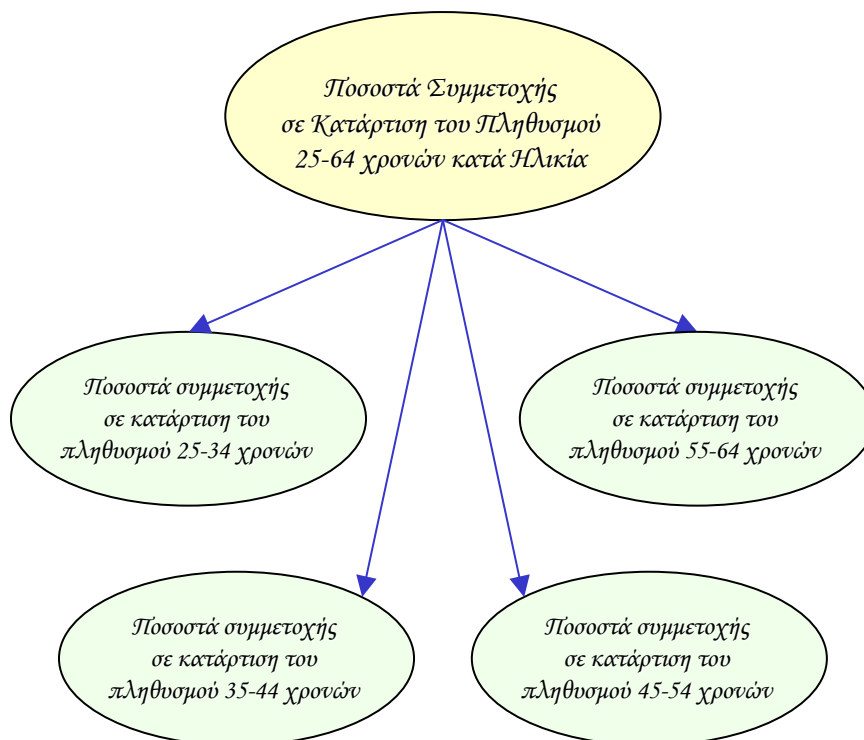 Ποσοστά Συμμετοχής
σε Κατάρτιση του Πληθυσμού
25-64 χρονών κατά Ηλικία
Ποσοστά συμμετοχής
σε κατάρτιση του
πληθυσμού 25-34 χρονών
Ποσοστά συμμετοχής
σε κατάρτιση του
πληθυσμού 55-64 χρονών
Ποσοστά συμμετοχής
σε κατάρτιση του
πληθυσμού 35-44 χρονών
Ποσοστά συμμετοχής
σε κατάρτιση του
πληθυσμού 45-54 χρονών